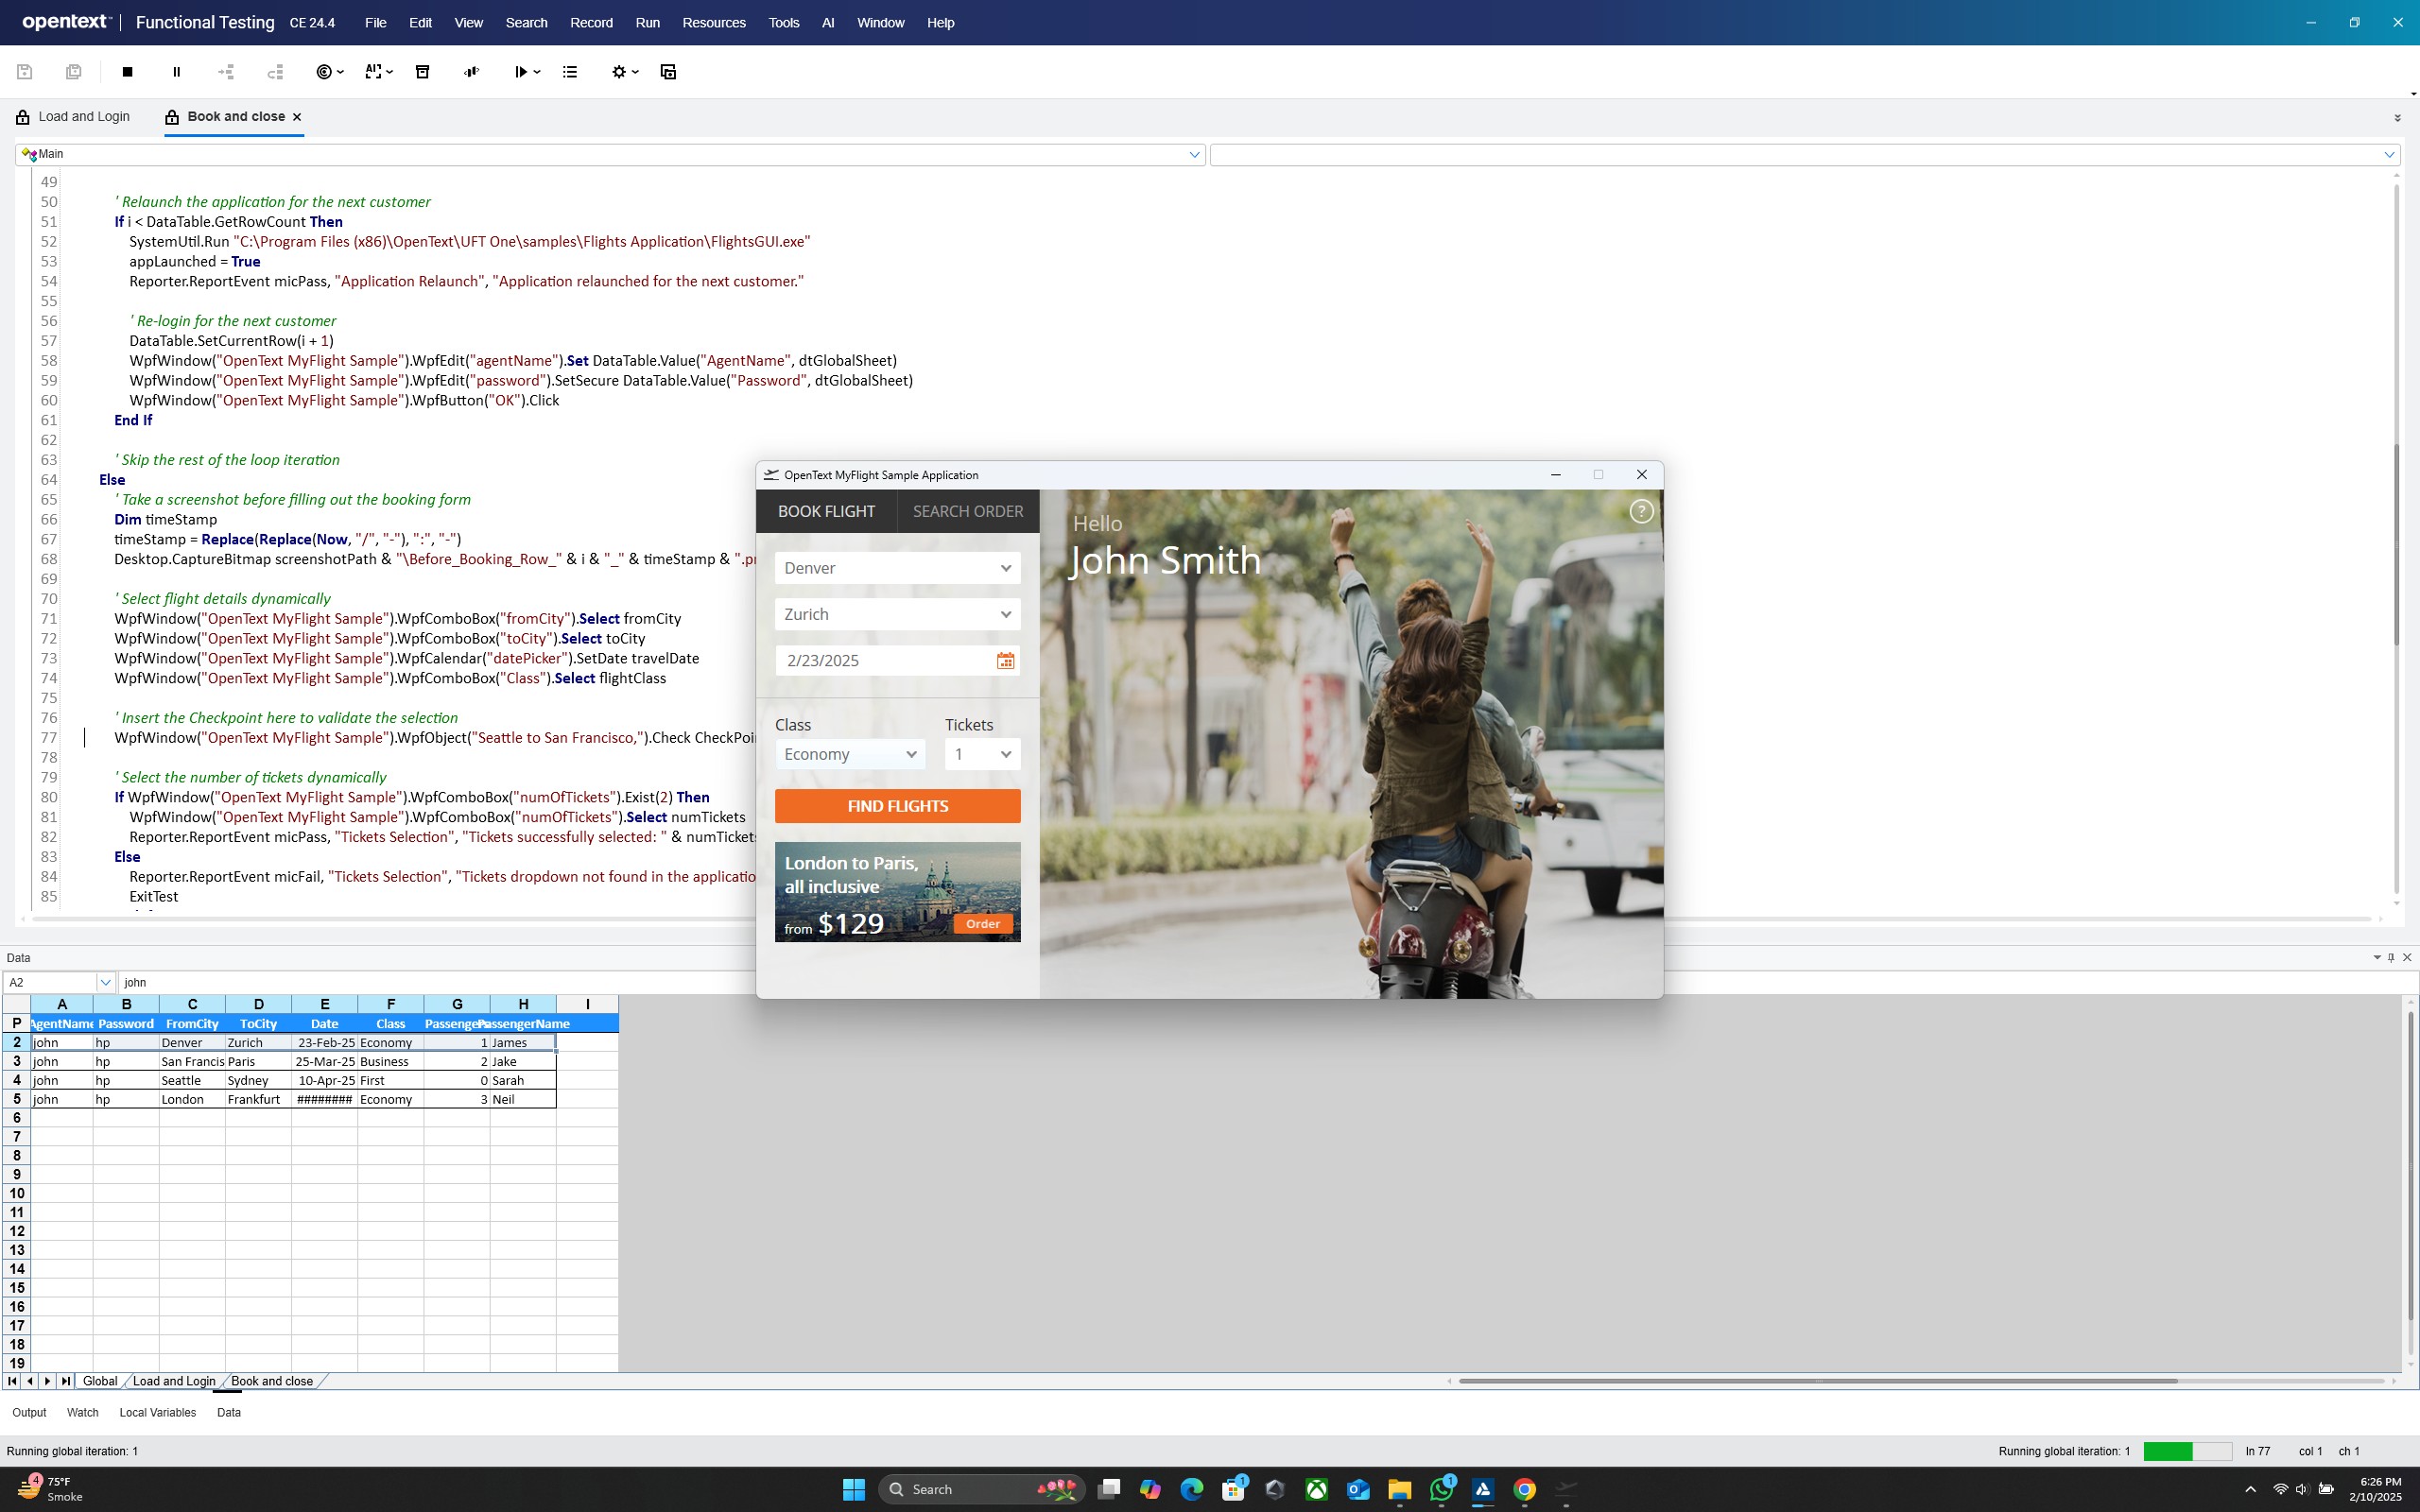 opentext™ | Functional Testing CE 24.4 File Edit View Search Record Run Resources Tools AI Window Help
Load and Login Book and close
Main
49
50 ' Relaunch the application for the next customer
51 If i < DataTable.GetRowCount Then
52 SystemUtil.Run "C:\Program Files (x86)\OpenText\UFT One\samples\Flights Application\FlightsGUI.exe"
53 appLaunched = True
54 Reporter.ReportEvent micPass, "Application Relaunch", "Application relaunched for the next customer."
55
56 ' Re-login for the next customer
57 DataTable.SetCurrentRow(i + 1)
58 WpfWindow("OpenText MyFlight Sample").WpfEdit("agentName").Set DataTable.Value("AgentName", dtGlobalSheet)
59 WpfWindow("OpenText MyFlight Sample").WpfEdit("password").SetSecure DataTable.Value("Password", dtGlobalSheet)
60 WpfWindow("OpenText MyFlight Sample").WpfButton("OK").Click
61 End If
62
63 ' Skip the rest of the loop iteration
64 Else
65 ' Take a screenshot before filling out the booking form
66 Dim timeStamp
67 timeStamp = Replace(Replace(Now, "/", "-"), ":", "-")
68 Desktop.CaptureBitmap screenshotPath & "\Before_Booking_Row_" & i & "_" & timeStamp & ".pr
69
70 ' Select flight details dynamically
71 WpfWindow("OpenText MyFlight Sample").WpfComboBox("fromCity").Select fromCity
72 WpfWindow("OpenText MyFlight Sample").WpfComboBox("toCity").Select toCity
73 WpfWindow("OpenText MyFlight Sample").WpfCalendar("datePicker").SetDate travelDate
74 WpfWindow("OpenText MyFlight Sample").WpfComboBox("Class").Select flightClass
75
76 ' Insert the Checkpoint here to validate the selection
77 WpfWindow("OpenText MyFlight Sample").WpfObject("Seattle to San Francisco,").Check CheckPoi
78
79 ' Select the number of tickets dynamically
80 If WpfWindow("OpenText MyFlight Sample").WpfComboBox("numOfTickets").Exist(2) Then
81 WpfWindow("OpenText MyFlight Sample").WpfComboBox("numOfTickets").Select numTickets
82 Reporter.ReportEvent micPass, "Tickets Selection", "Tickets successfully selected: " & numTickets
83 Else
84 Reporter.ReportEvent micFail, "Tickets Selection", "Tickets dropdown not found in the applicatio
85 ExitTest
OpenText MyFlight Sample Application
BOOK FLIGHT SEARCH ORDER
Hello
John Smith
?
Denver
Zurich
2/23/2025
Class Tickets
Economy 1
FIND FLIGHTS
London to Paris,
all inclusive
from $129 Order
Data
A2 john
A B C D E F G H I
P AgentName Password FromCity ToCity Date Class Passengers PassengerName
2 john hp Denver Zurich 23-Feb-25 Economy 1 James
3 john hp San Francis Paris 25-Mar-25 Business 2 Jake
4 john hp Seattle Sydney 10-Apr-25 First 0 Sarah
5 john hp London Frankfurt ######## Economy 3 Neil
6
7
8
9
10
11
12
13
14
15
16
17
18
19
Global Load and Login Book and close
Output Watch Local Variables Data
Running global iteration: 1 Running global iteration: 1 ln 77 col 1 ch 1
4 75°F
Smoke
Search
1
1
6:26 PM
2/10/2025